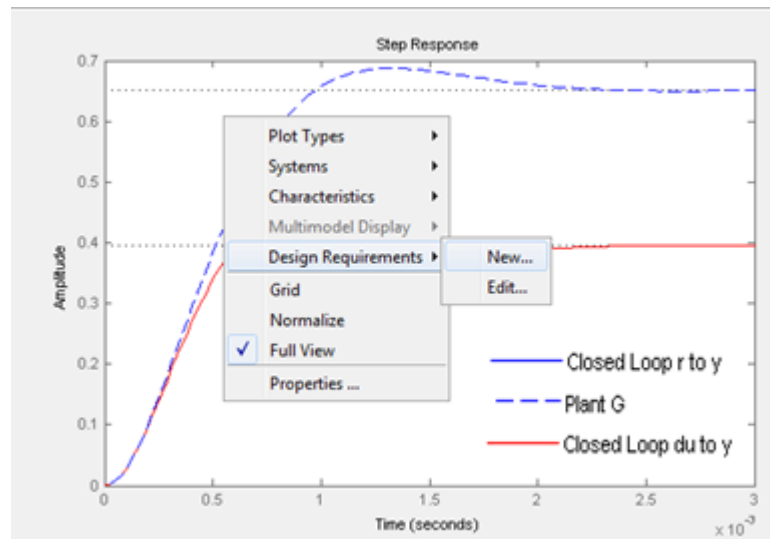 Step Response
0.7
0.6
0.5
0.4
0.3
0.2
0.1
0
Amplitude
Plot Types
Systems
Characteristics
Multimodel Display
Design Requirements
Grid
Normalize
Full View
Properties ...
New...
Edit...
Closed Loop r to y
Plant G
Closed Loop du to y
0 0.5 1 1.5 2 2.5 3
Time (seconds)
x 10-3